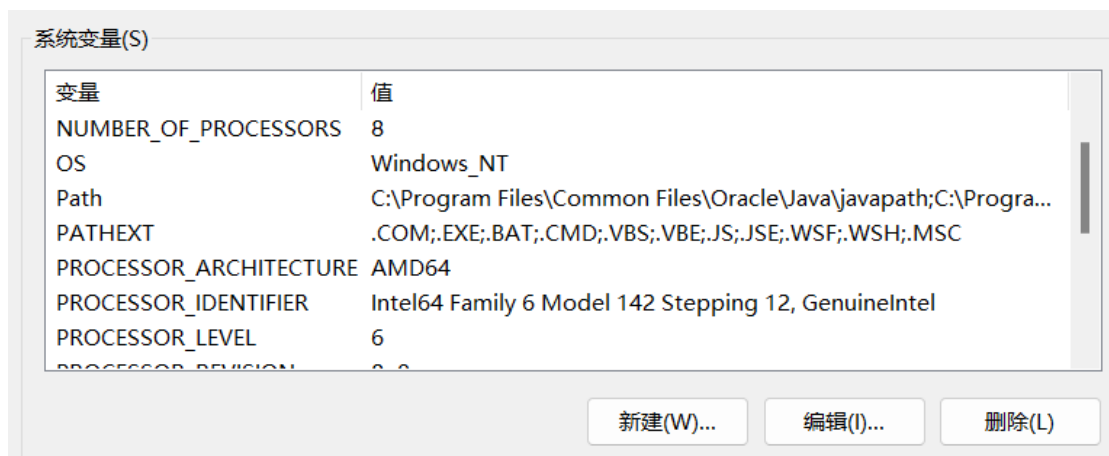 系统变量(S)
变量 值
NUMBER_OF_PROCESSORS 8
OS Windows_NT
Path C:\Program Files\Common Files\Oracle\Java\javapath;C:\Progra...
PATHEXT .COM;.EXE;.BAT;.CMD;.VBS;.VBE;.JS;.JSE;.WSF;.WSH;.MSC
PROCESSOR_ARCHITECTURE AMD64
PROCESSOR_IDENTIFIER Intel64 Family 6 Model 142 Stepping 12, GenuineIntel
PROCESSOR_LEVEL 6
PROCESSOR_REVISION
新建(W)... 编辑(I)... 删除(L)